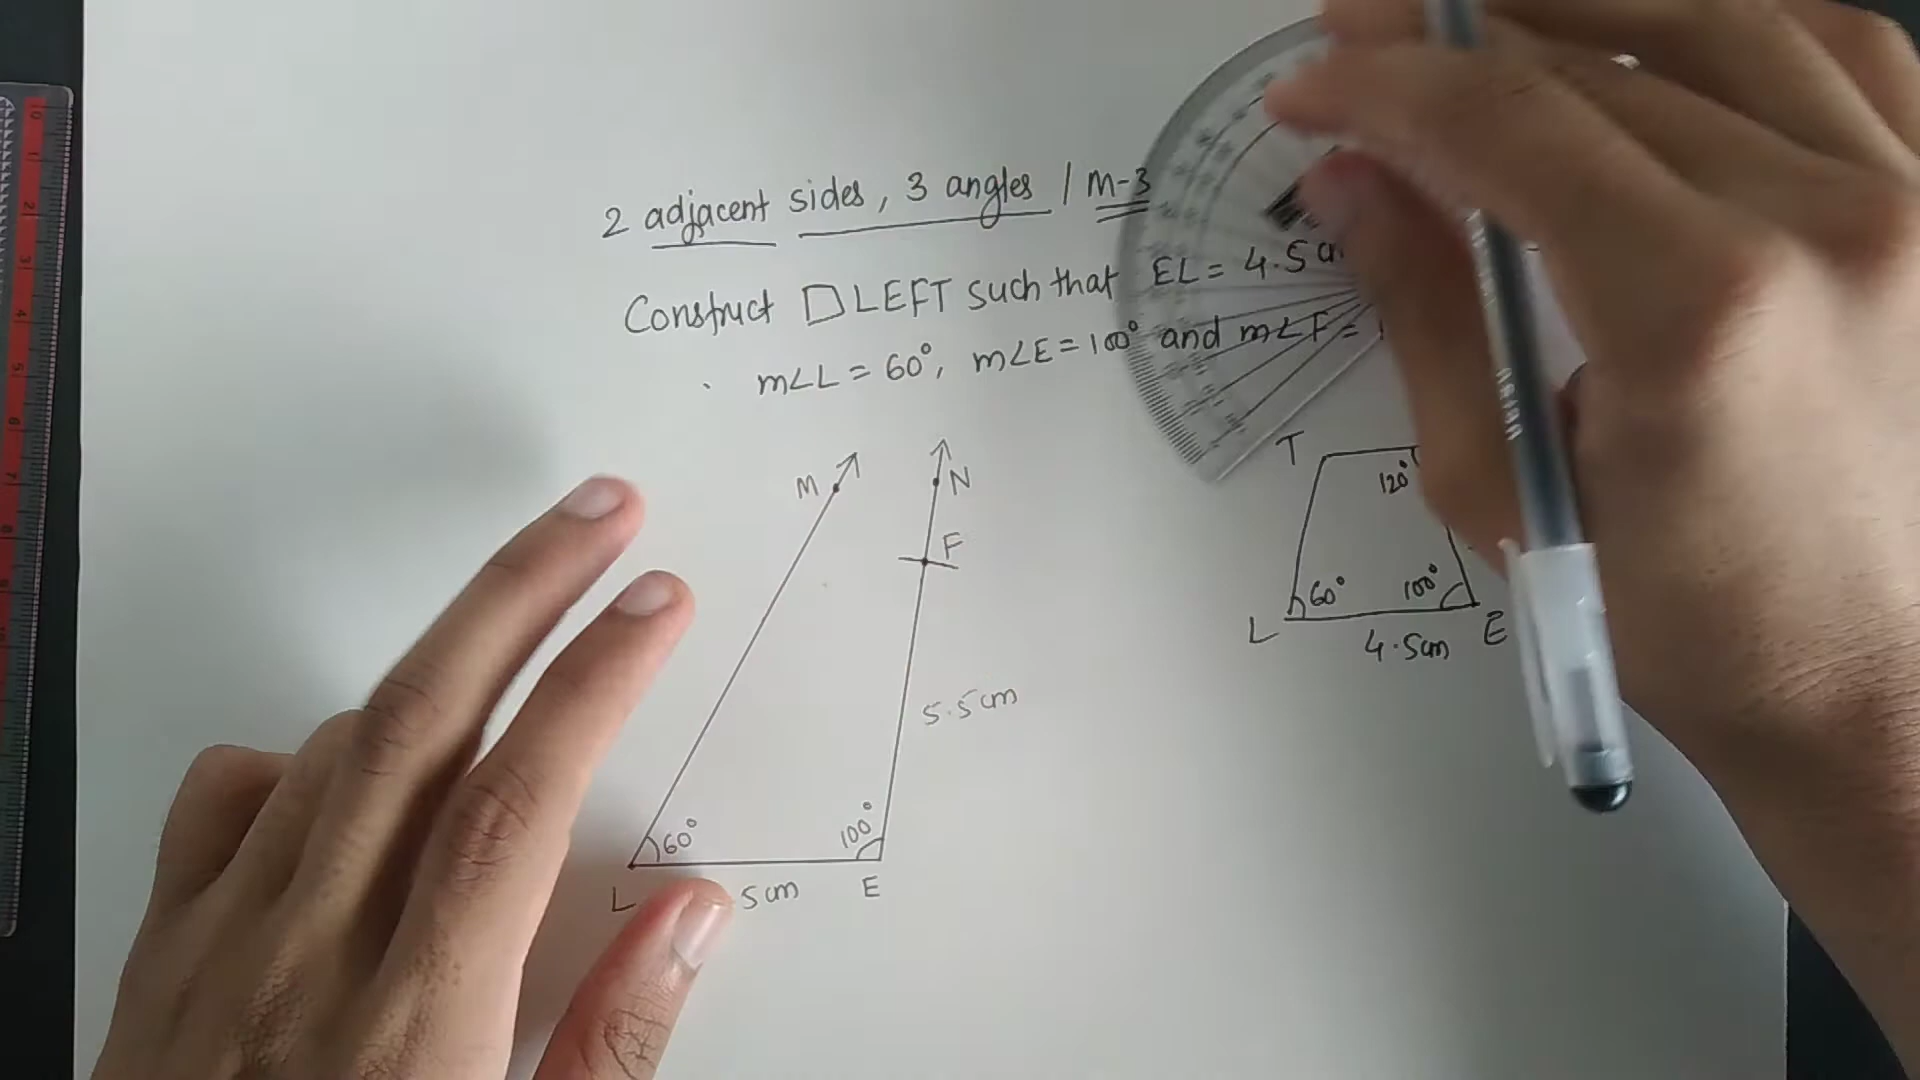 2 adjacent sides, 3 angles / M-3
Construct □LEFT such that EL = 4.5
m∠L = 60°, m∠E = 100° and m∠F =
M
N
F
5.5cm
60°
100°
L
5cm
E
T
120°
60°
100°
L
E
4.5cm